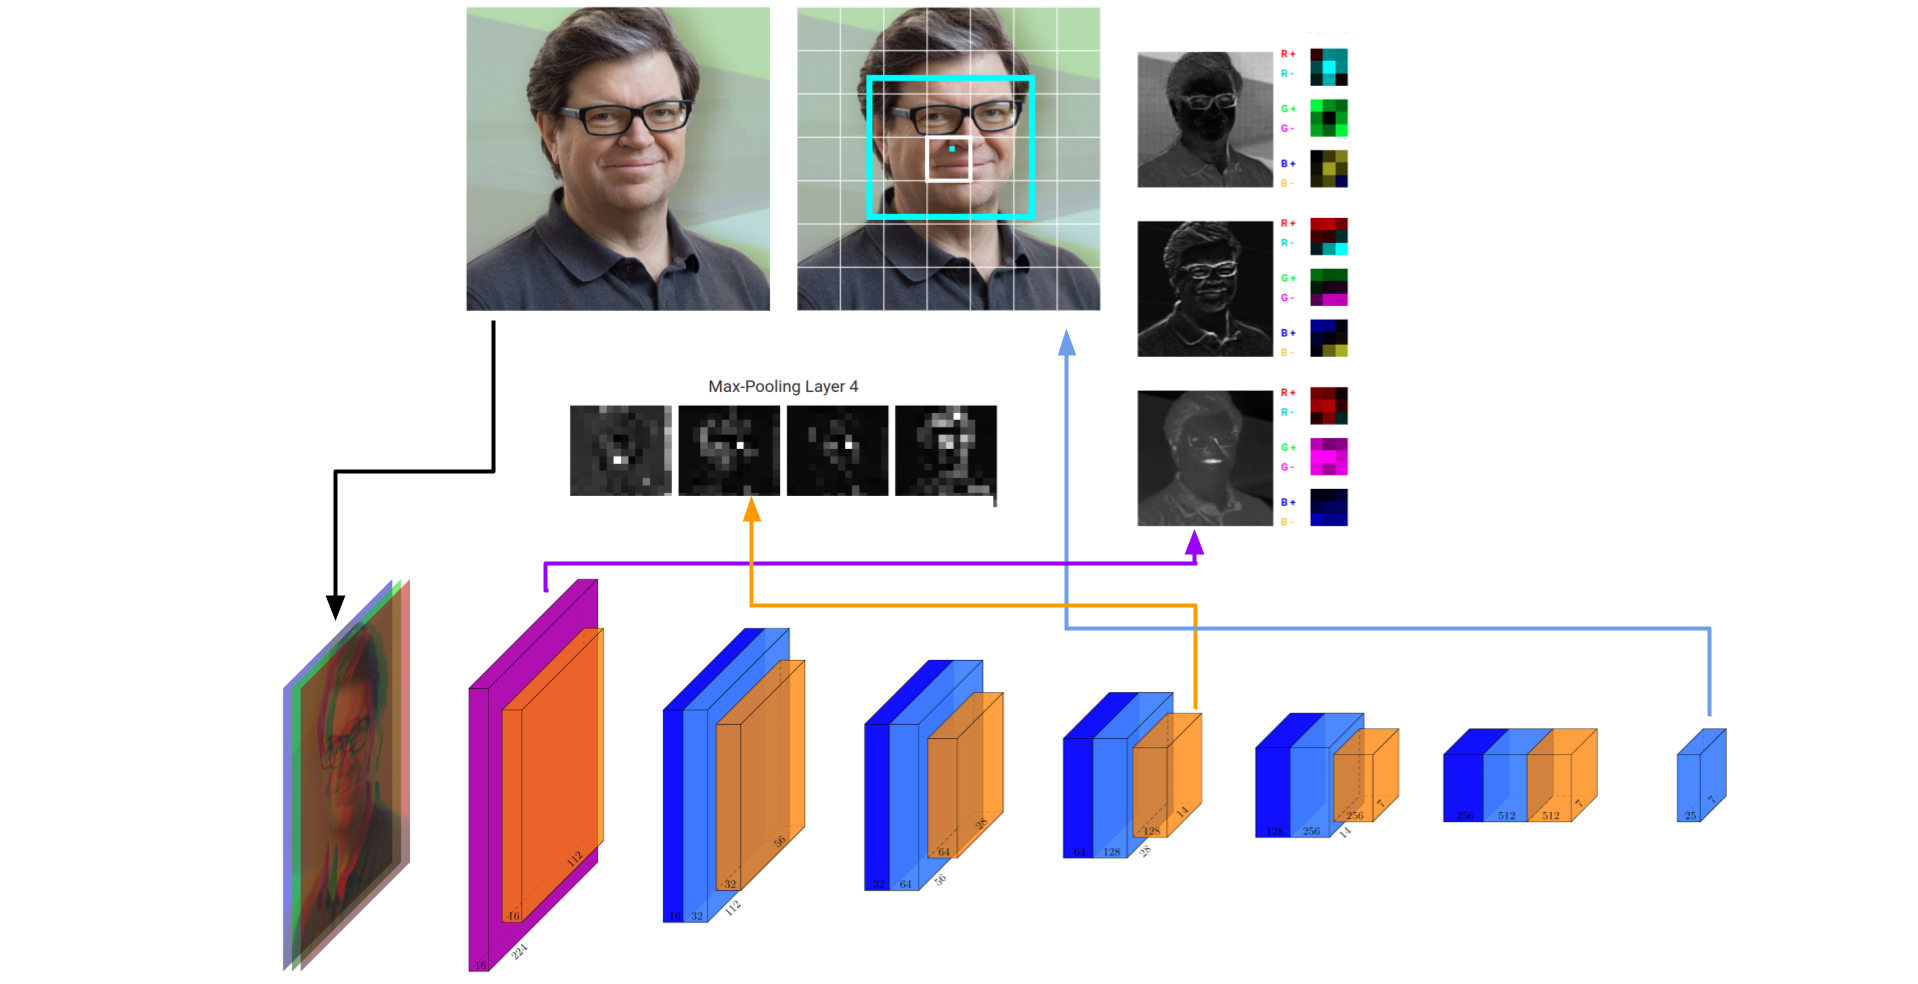 R+
R-
G+
G-
B+
B-
R+
R-
G+
G-
B+
B-
Max-Pooling Layer 4
R+
R-
G+
G-
B+
B-
16
224
16
112
16
32
112
32
56
32
64
56
64
28
64
128
28
128
14
128
256
14
256
7
256
512
512
7
25
7